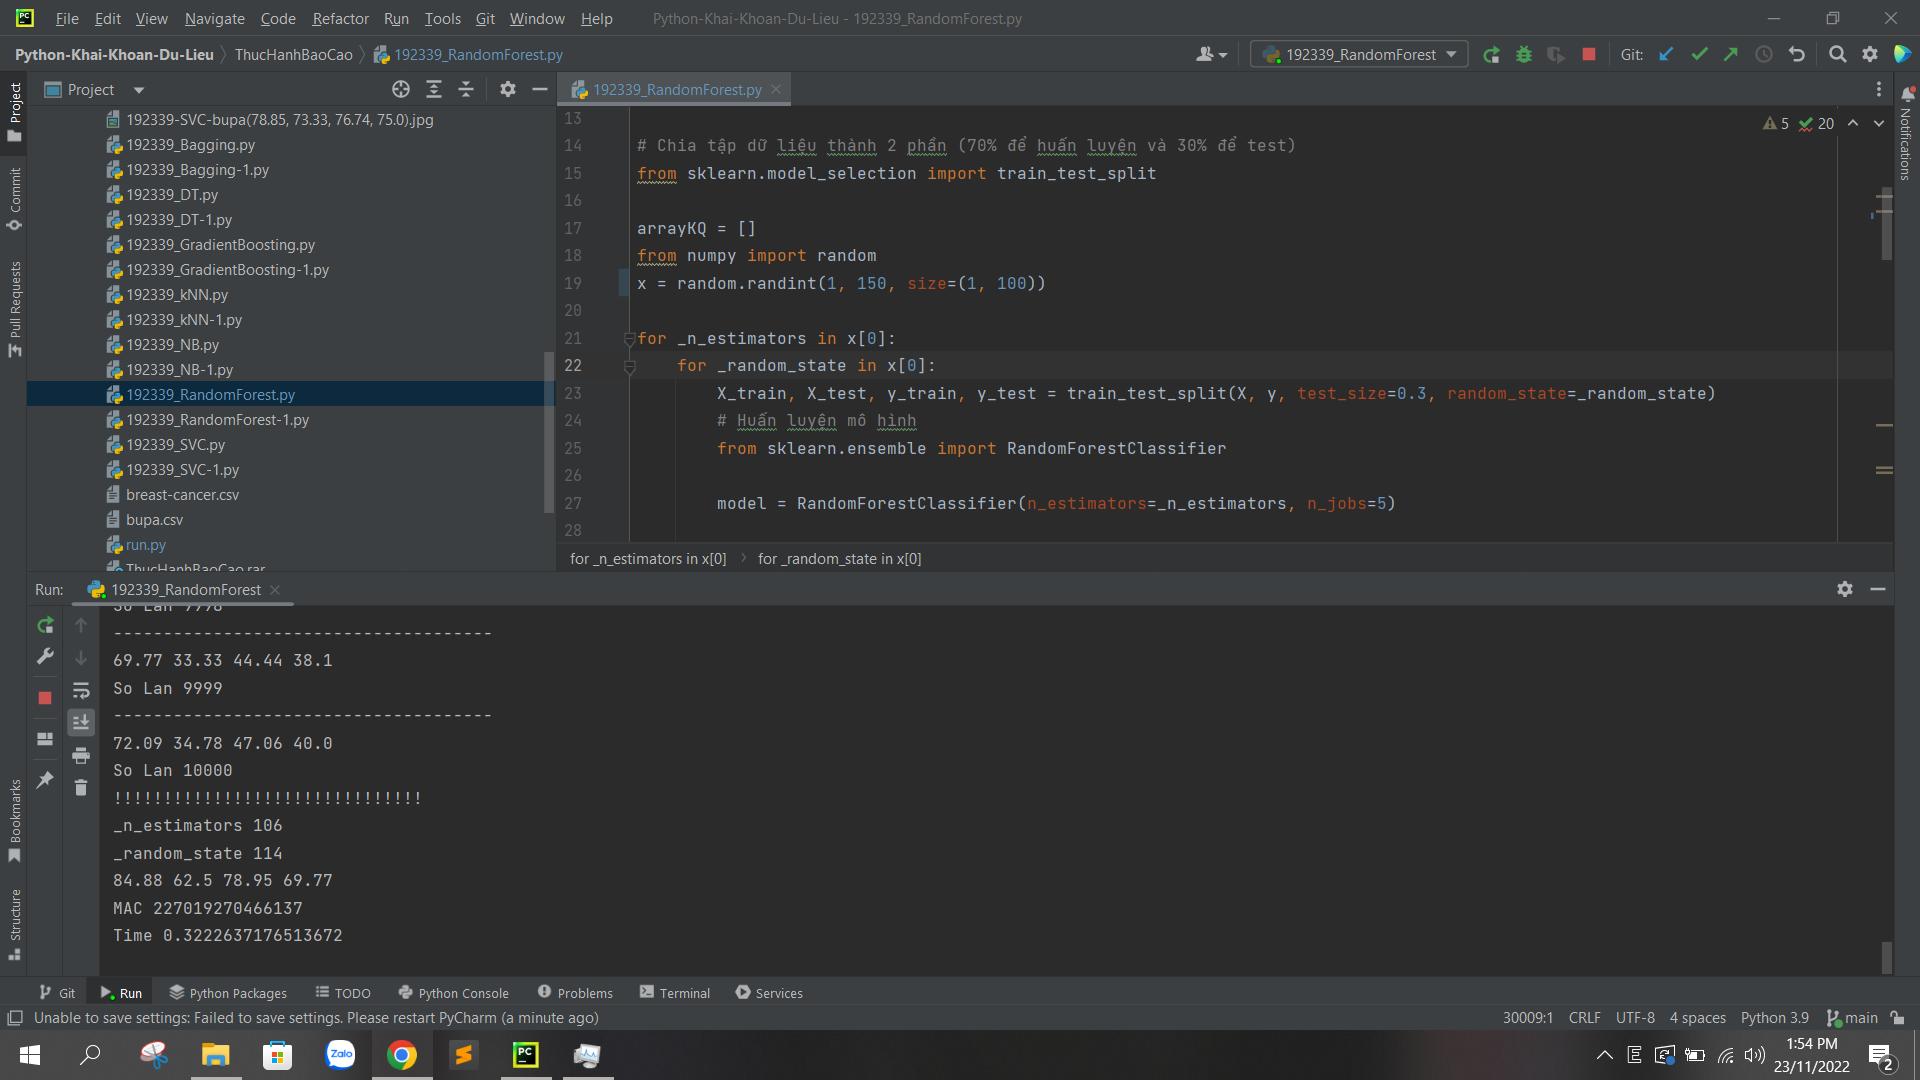 File Edit View Navigate Code Refactor Run Tools Git Window Help Python-Khai-Khoan-Du-Lieu - 192339_RandomForest.py
Python-Khai-Khoan-Du-Lieu ThucHanhBaoCao 192339_RandomForest.py 192339_RandomForest Git:
Project
192339_RandomForest.py
Project
Commit
Pull Requests
Bookmarks
Structure
Notifications
192339-SVC-bupa(78.85, 73.33, 76.74, 75.0).jpg
192339_Bagging.py
192339_Bagging-1.py
192339_DT.py
192339_DT-1.py
192339_GradientBoosting.py
192339_GradientBoosting-1.py
192339_kNN.py
192339_kNN-1.py
192339_NB.py
192339_NB-1.py
192339_RandomForest.py
192339_RandomForest-1.py
192339_SVC.py
192339_SVC-1.py
breast-cancer.csv
bupa.csv
run.py
ThucHanhBaoCao.rar
5 20
13
14 # Chia tập dữ liệu thành 2 phần (70% để huấn luyện và 30% để test)
15 from sklearn.model_selection import train_test_split
16
17 arrayKQ = []
18 from numpy import random
19 x = random.randint(1, 150, size=(1, 100))
20
21 for _n_estimators in x[0]:
22 for _random_state in x[0]:
23 X_train, X_test, y_train, y_test = train_test_split(X, y, test_size=0.3, random_state=_random_state)
24 # Huấn luyện mô hình
25 from sklearn.ensemble import RandomForestClassifier
26
27 model = RandomForestClassifier(n_estimators=_n_estimators, n_jobs=5)
28
for _n_estimators in x[0] for _random_state in x[0]
Run: 192339_RandomForest
So Lan 9998
--------------------------------------
69.77 33.33 44.44 38.1
So Lan 9999
--------------------------------------
72.09 34.78 47.06 40.0
So Lan 10000
!!!!!!!!!!!!!!!!!!!!!!!!!!!!!!!
_n_estimators 106
_random_state 114
84.88 62.5 78.95 69.77
MAC 227019270466137
Time 0.3222637176513672
Git Run Python Packages TODO Python Console Problems Terminal Services
Unable to save settings: Failed to save settings. Please restart PyCharm (a minute ago) 30009:1 CRLF UTF-8 4 spaces Python 3.9 main
Zalo
PC
E
1:54 PM
23/11/2022
2